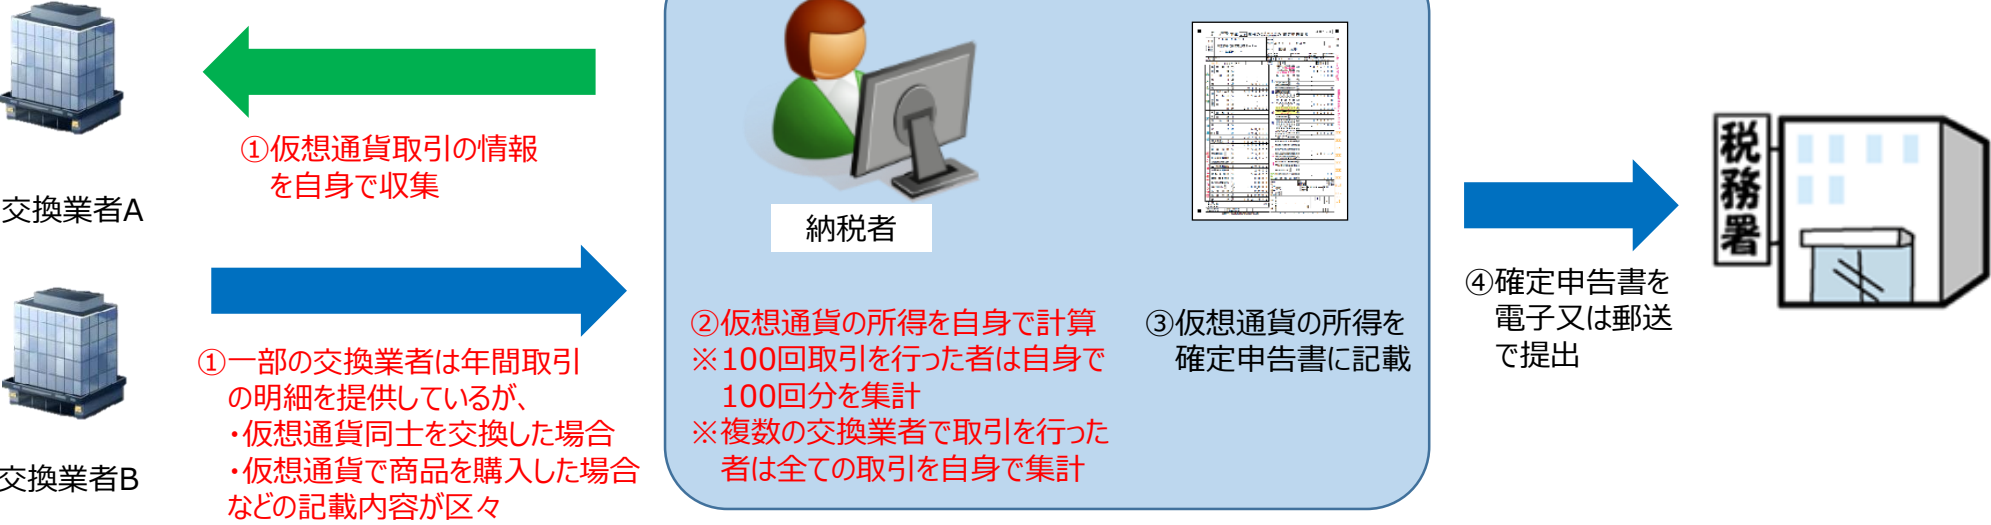 交換業者A
①仮想通貨取引の情報
を自身で収集
交換業者B
①一部の交換業者は年間取引
の明細を提供しているが、
・仮想通貨同士を交換した場合
・仮想通貨で商品を購入した場合
などの記載内容が区々
納税者
②仮想通貨の所得を自身で計算
※100回取引を行った者は自身で
100回分を集計
※複数の交換業者で取引を行った
者は全ての取引を自身で集計
③仮想通貨の所得を
確定申告書に記載
④確定申告書を
電子又は郵送
で提出
税務署